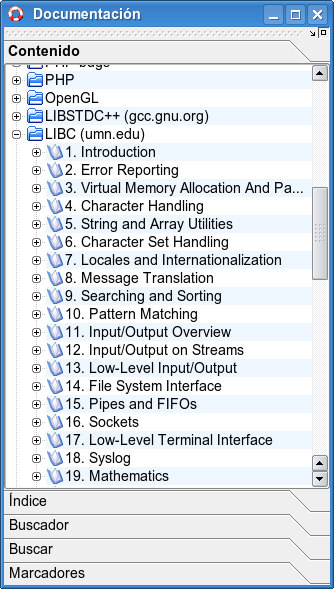 Documentación
Contenido
PHP bugs
PHP
OpenGL
LIBSTDC++ (gcc.gnu.org)
LIBC (umn.edu)
1. Introduction
2. Error Reporting
3. Virtual Memory Allocation And Pa...
4. Character Handling
5. String and Array Utilities
6. Character Set Handling
7. Locales and Internationalization
8. Message Translation
9. Searching and Sorting
10. Pattern Matching
11. Input/Output Overview
12. Input/Output on Streams
13. Low-Level Input/Output
14. File System Interface
15. Pipes and FIFOs
16. Sockets
17. Low-Level Terminal Interface
18. Syslog
19. Mathematics
Índice
Buscador
Buscar
Marcadores